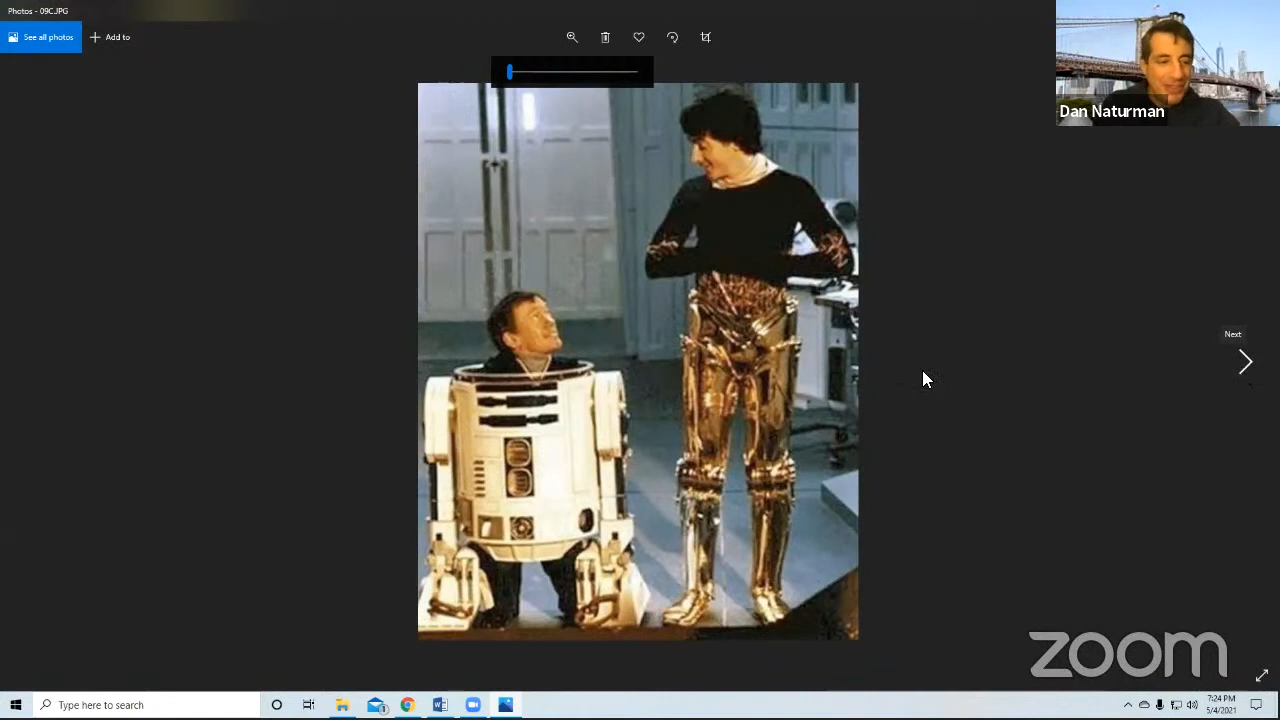 Photos - 09C.JPG
See all photos
Add to
Dan Naturman
Next
zoom
Type here to search
1
7:24 PM
5/4/2021